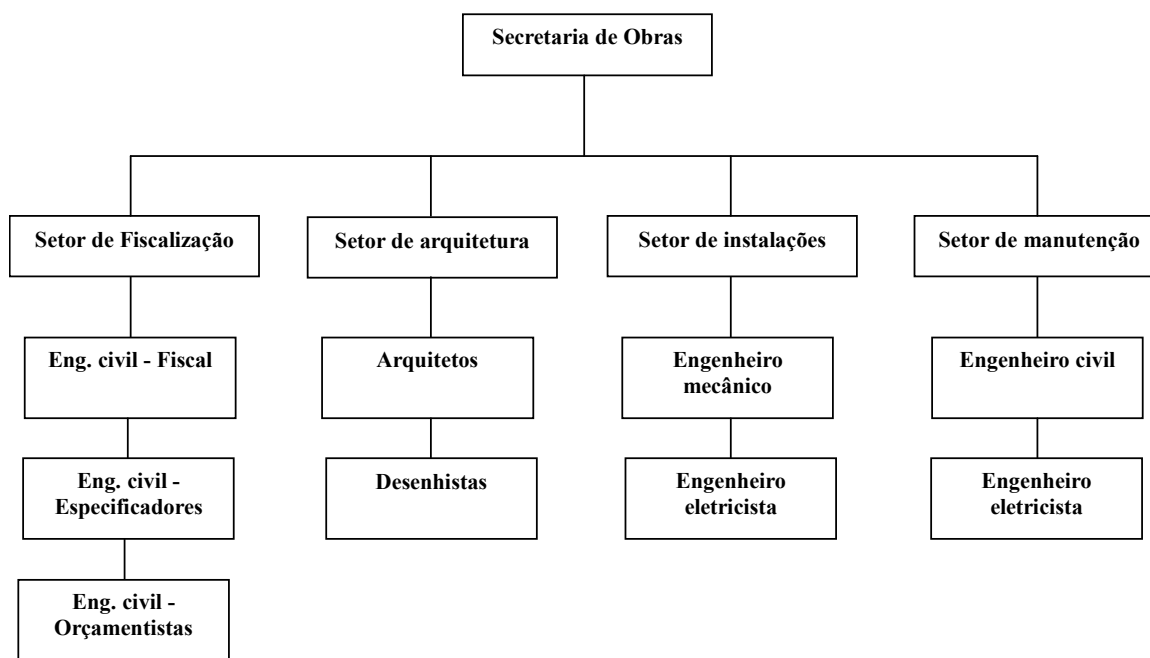 Secretaria de Obras
Setor de Fiscalização
Setor de arquitetura
Setor de instalações
Setor de manutenção
Eng. civil - Fiscal
Arquitetos
Engenheiro
mecânico
Engenheiro civil
Eng. civil -
Especificadores
Desenhistas
Engenheiro
eletricista
Engenheiro
eletricista
Eng. civil -
Orçamentistas